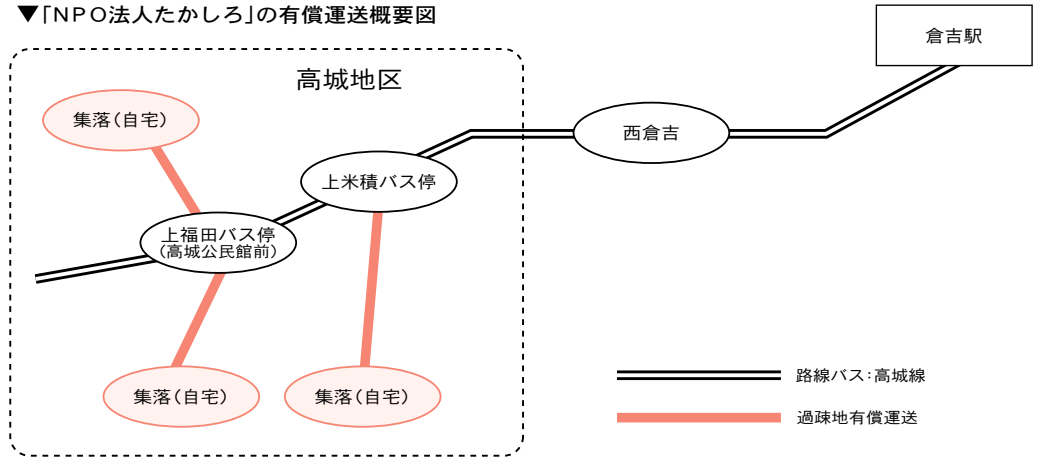 ▼「NPO法人たかしろ」の有償運送概要図
倉吉駅
高城地区
集落(自宅)
西倉吉
上米積バス停
上福田バス停
(高城公民館前)
集落(自宅)
集落(自宅)
路線バス:高城線
過疎地有償運送